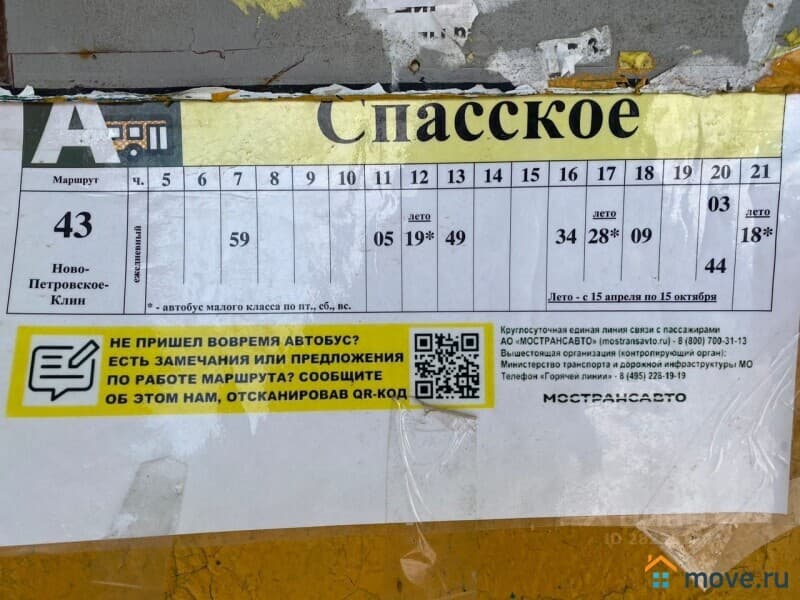 А Спасское
Маршрут ч. 5 6 7 8 9 10 11 12 13 14 15 16 17 18 19 20 21
43
Ново-
Петровское-
Клин
ежедневный
59 05 лето 19* 49 34 лето 28* 09 03 44 лето 18*
* - автобус малого класса по пт., сб., вс.
Лето - с 15 апреля по 15 октября
НЕ ПРИШЕЛ ВОВРЕМЯ АВТОБУС?
ЕСТЬ ЗАМЕЧАНИЯ ИЛИ ПРЕДЛОЖЕНИЯ
ПО РАБОТЕ МАРШРУТА? СООБЩИТЕ
ОБ ЭТОМ НАМ, ОТСКАНИРОВАВ QR-КОД
Круглосуточная единая линия связи с пассажирами
АО «МОСТРАНСАВТО» (mostransavto.ru) - 8 (800) 700-31-13
Вышестоящая организация (контролирующий орган):
Министерство транспорта и дорожной инфраструктуры МО
Телефон «Горячей линии» - 8 (495) 228-19-19
МОСТРАНСАВТО
move.ru